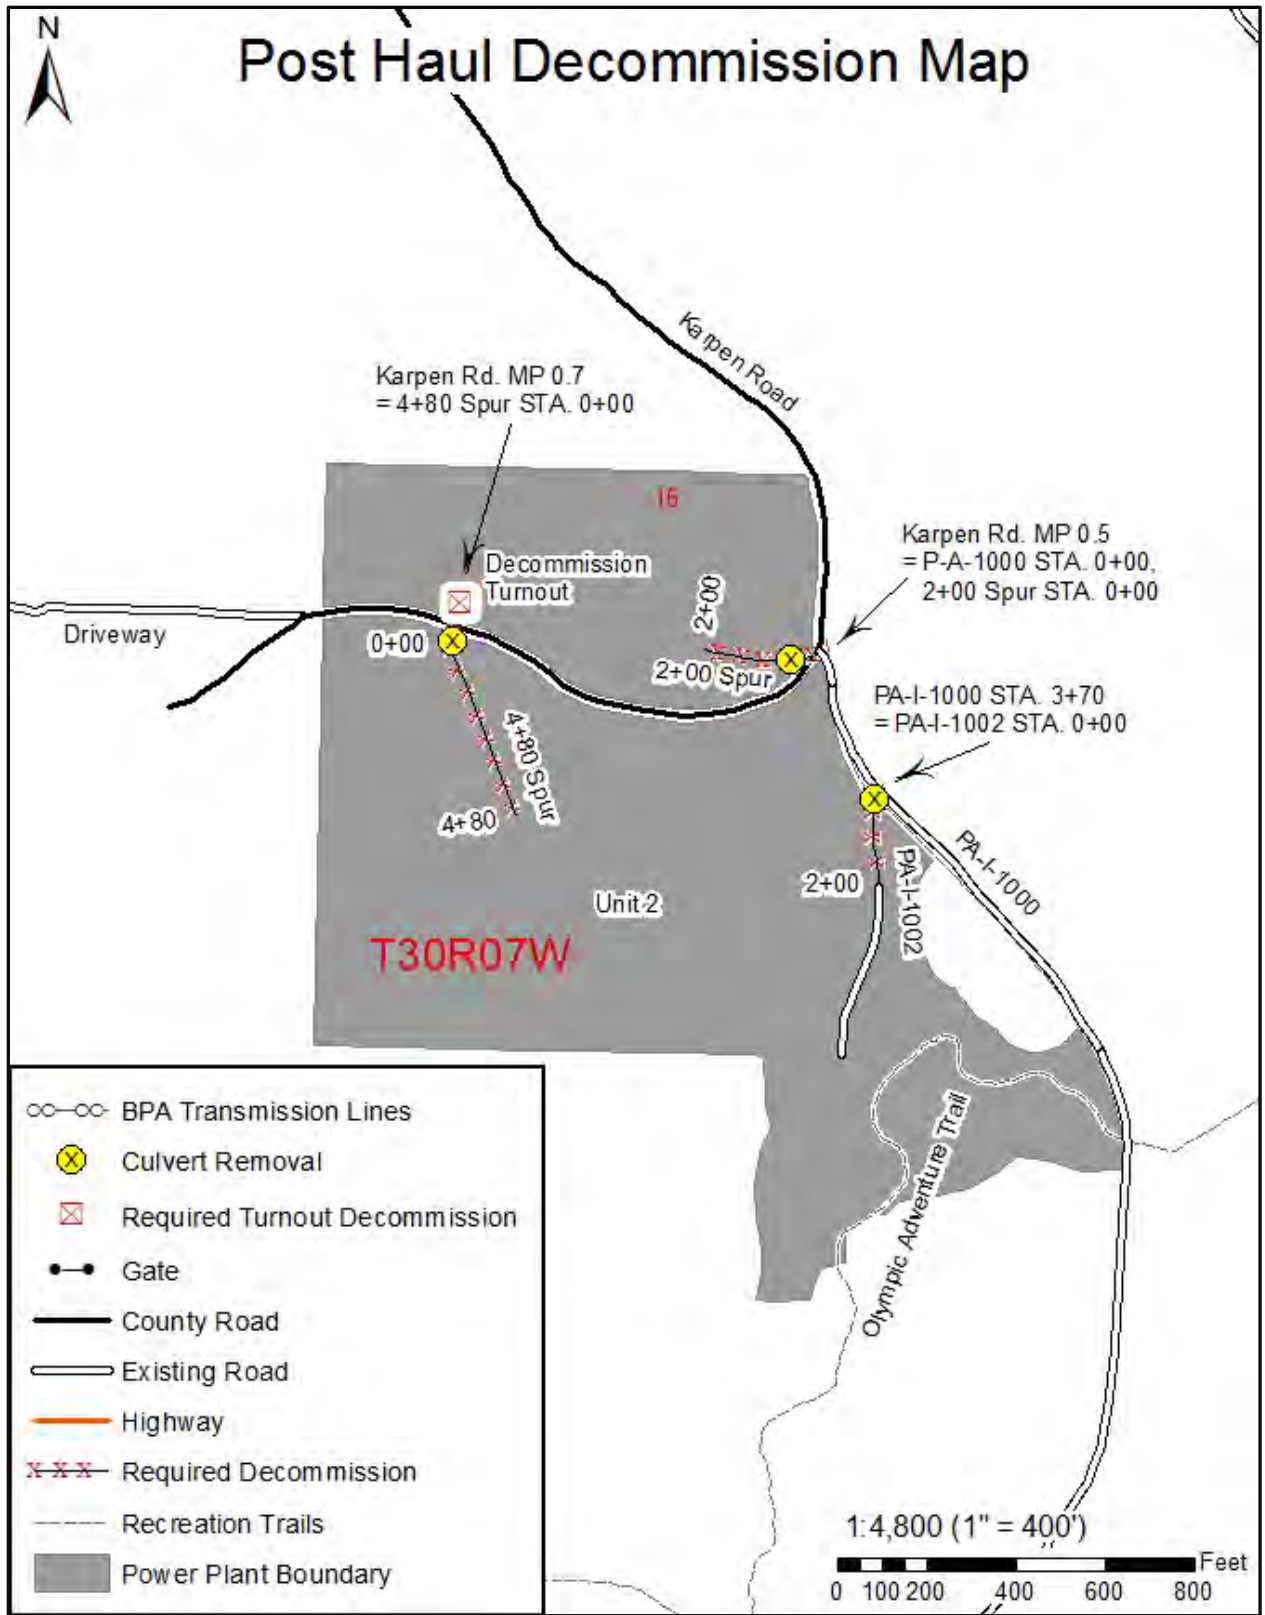 N
Post Haul Decommission Map
Karpen Road
Karpen Rd. MP 0.7
= 4+80 Spur STA. 0+00
16
Karpen Rd. MP 0.5
= P-A-1000 STA. 0+00,
2+00 Spur STA. 0+00
Decommission
Turnout
2+00
Driveway
0+00
2+00 Spur
PA-I-1000 STA. 3+70
= PA-I-1002 STA. 0+00
4+80 Spur
4+80
PA-I-1000
2+00
PA-I-1002
Unit 2
T30R07W
Olympic Adventure Trail
BPA Transmission Lines
Culvert Removal
Required Turnout Decommission
Gate
County Road
Existing Road
Highway
X X X Required Decommission
Recreation Trails
Power Plant Boundary
1:4,800 (1" = 400')
Feet
0 100 200 400 600 800